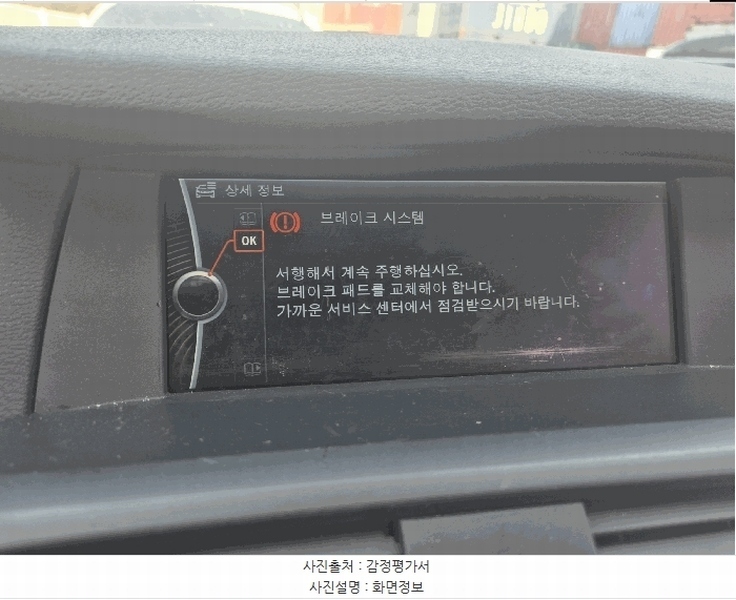 상세 정보
브레이크 시스템
OK
서행해서 계속 주행하십시오.
브레이크 패드를 교체해야 합니다.
가까운 서비스 센터에서 점검받으시기 바랍니다.
사진출처 : 감정평가서
사진설명 : 화면정보